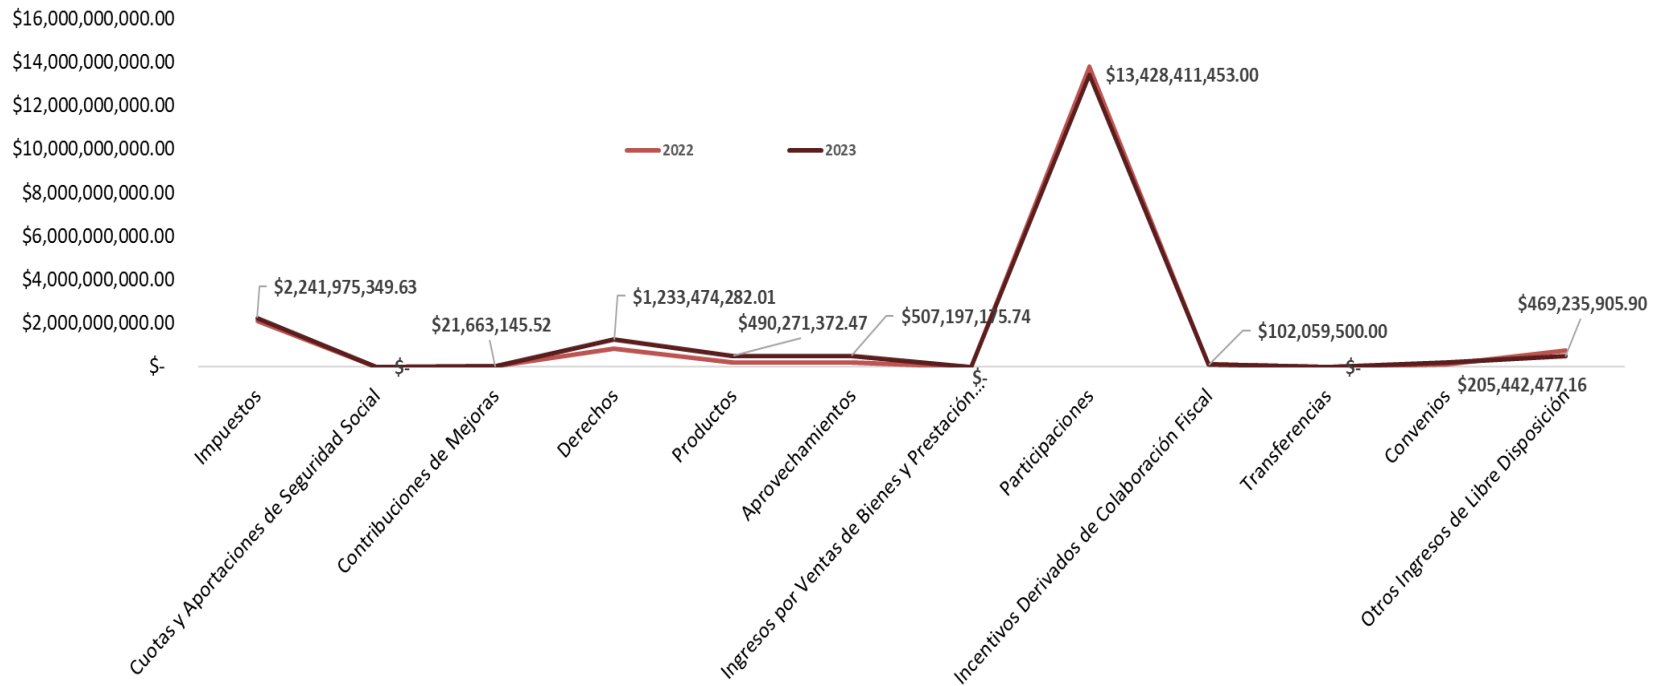 $16,000,000,000.00
$14,000,000,000.00
$12,000,000,000.00
$10,000,000,000.00
$8,000,000,000.00
$6,000,000,000.00
$4,000,000,000.00
$2,000,000,000.00
$-
2022
2023
$2,241,975,349.63
$-
$21,663,145.52
$1,233,474,282.01
$490,271,372.47
$507,197,175.74
$-
$13,428,411,453.00
$102,059,500.00
$-
$205,442,477.16
$469,235,905.90
Impuestos
Cuotas y Aportaciones de Seguridad Social
Contribuciones de Mejoras
Derechos
Productos
Aprovechamientos
Ingresos por Ventas de Bienes y Prestación...
Participaciones
Incentivos Derivados de Colaboración Fiscal
Transferencias
Convenios
Otros Ingresos de Libre Disposición